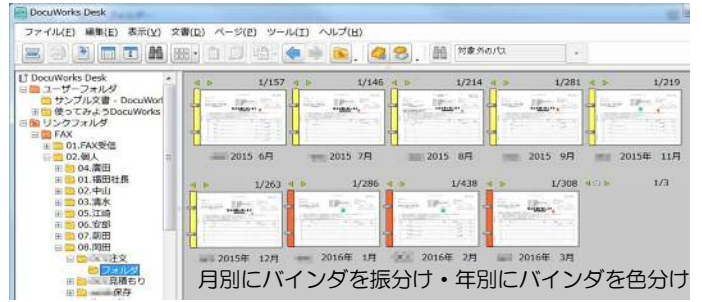 DocuWorks Desk
ファイル(F) 編集(E) 表示(V) 文書(D) ページ(P) ツール(T) ヘルプ(H)
対象外のパス
DocuWorks Desk
ユーザーフォルダ
サンプル文書 - DocuWor
使ってみようDocuWorks
リンクフォルダ
FAX
01.FAX受信
02.個人
04.廣田
01.福田社長
02.中山
03.清水
05.江崎
06.安部
07.前田
08.岡田
注文
フォルダ
見積もり
保存
1/157 1/146 1/214 1/281 1/219
2015 6月 2015 7月 2015 8月 2015 9月 2015年 11月
1/263 1/286 1/438 1/308 1/3
2015年 12月 2016年 1月 2016年 2月 2016年 3月
月別にバインダを振分け・年別にバインダを色分け